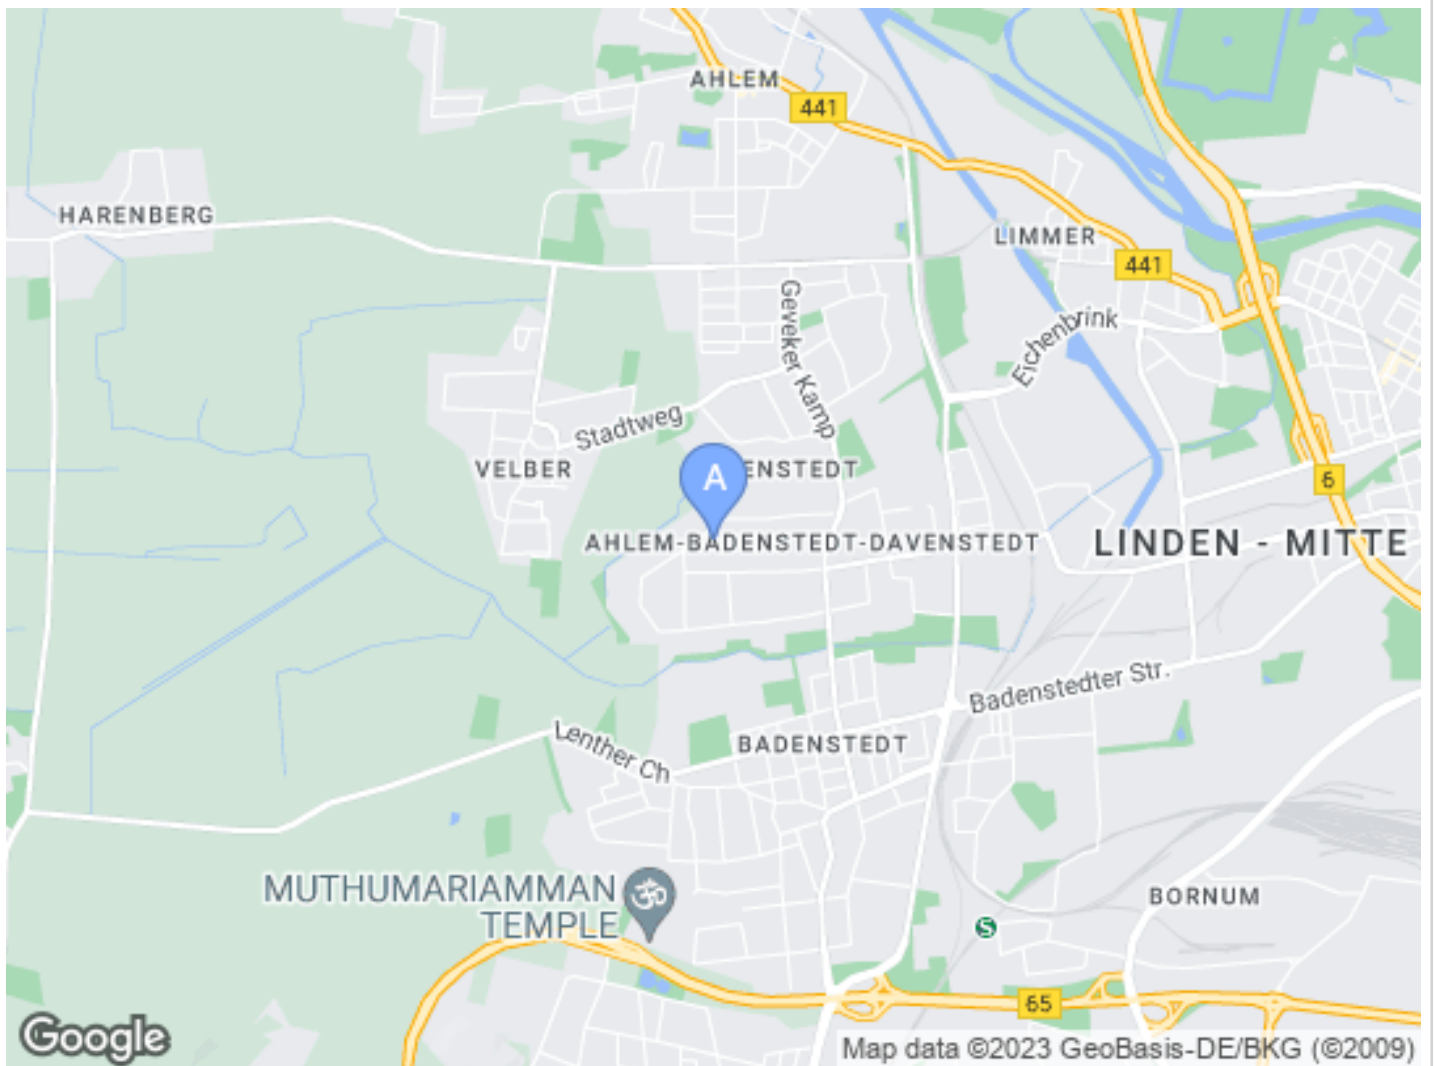 AHLEM
441
HARENBERG
LIMMER
441
Geveker Kamp
Eichenbrink
Stadtweg
VELBER
A
ENSTEDT
6
AHLEM-BADENSTEDT-DAVENSTEDT
LINDEN - MITTE
Badenstedter Str.
Lenther Ch
BADENSTEDT
MUTHUMARIAMMAN
TEMPLE
ॐ
BORNUM
S
65
Google
Map data ©2023 GeoBasis-DE/BKG (©2009)